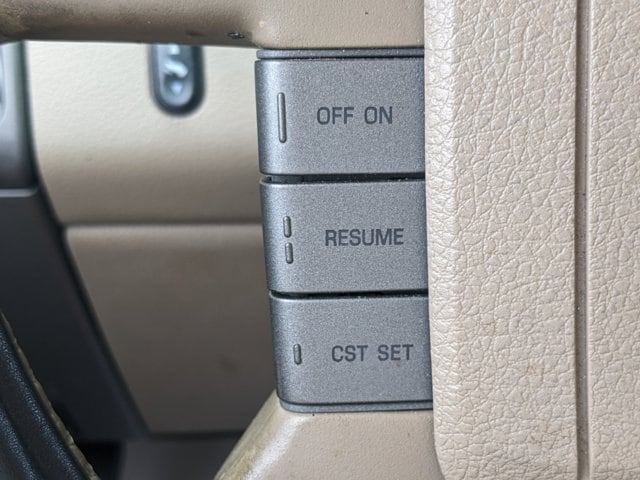 OFF ON
RESUME
CST SET